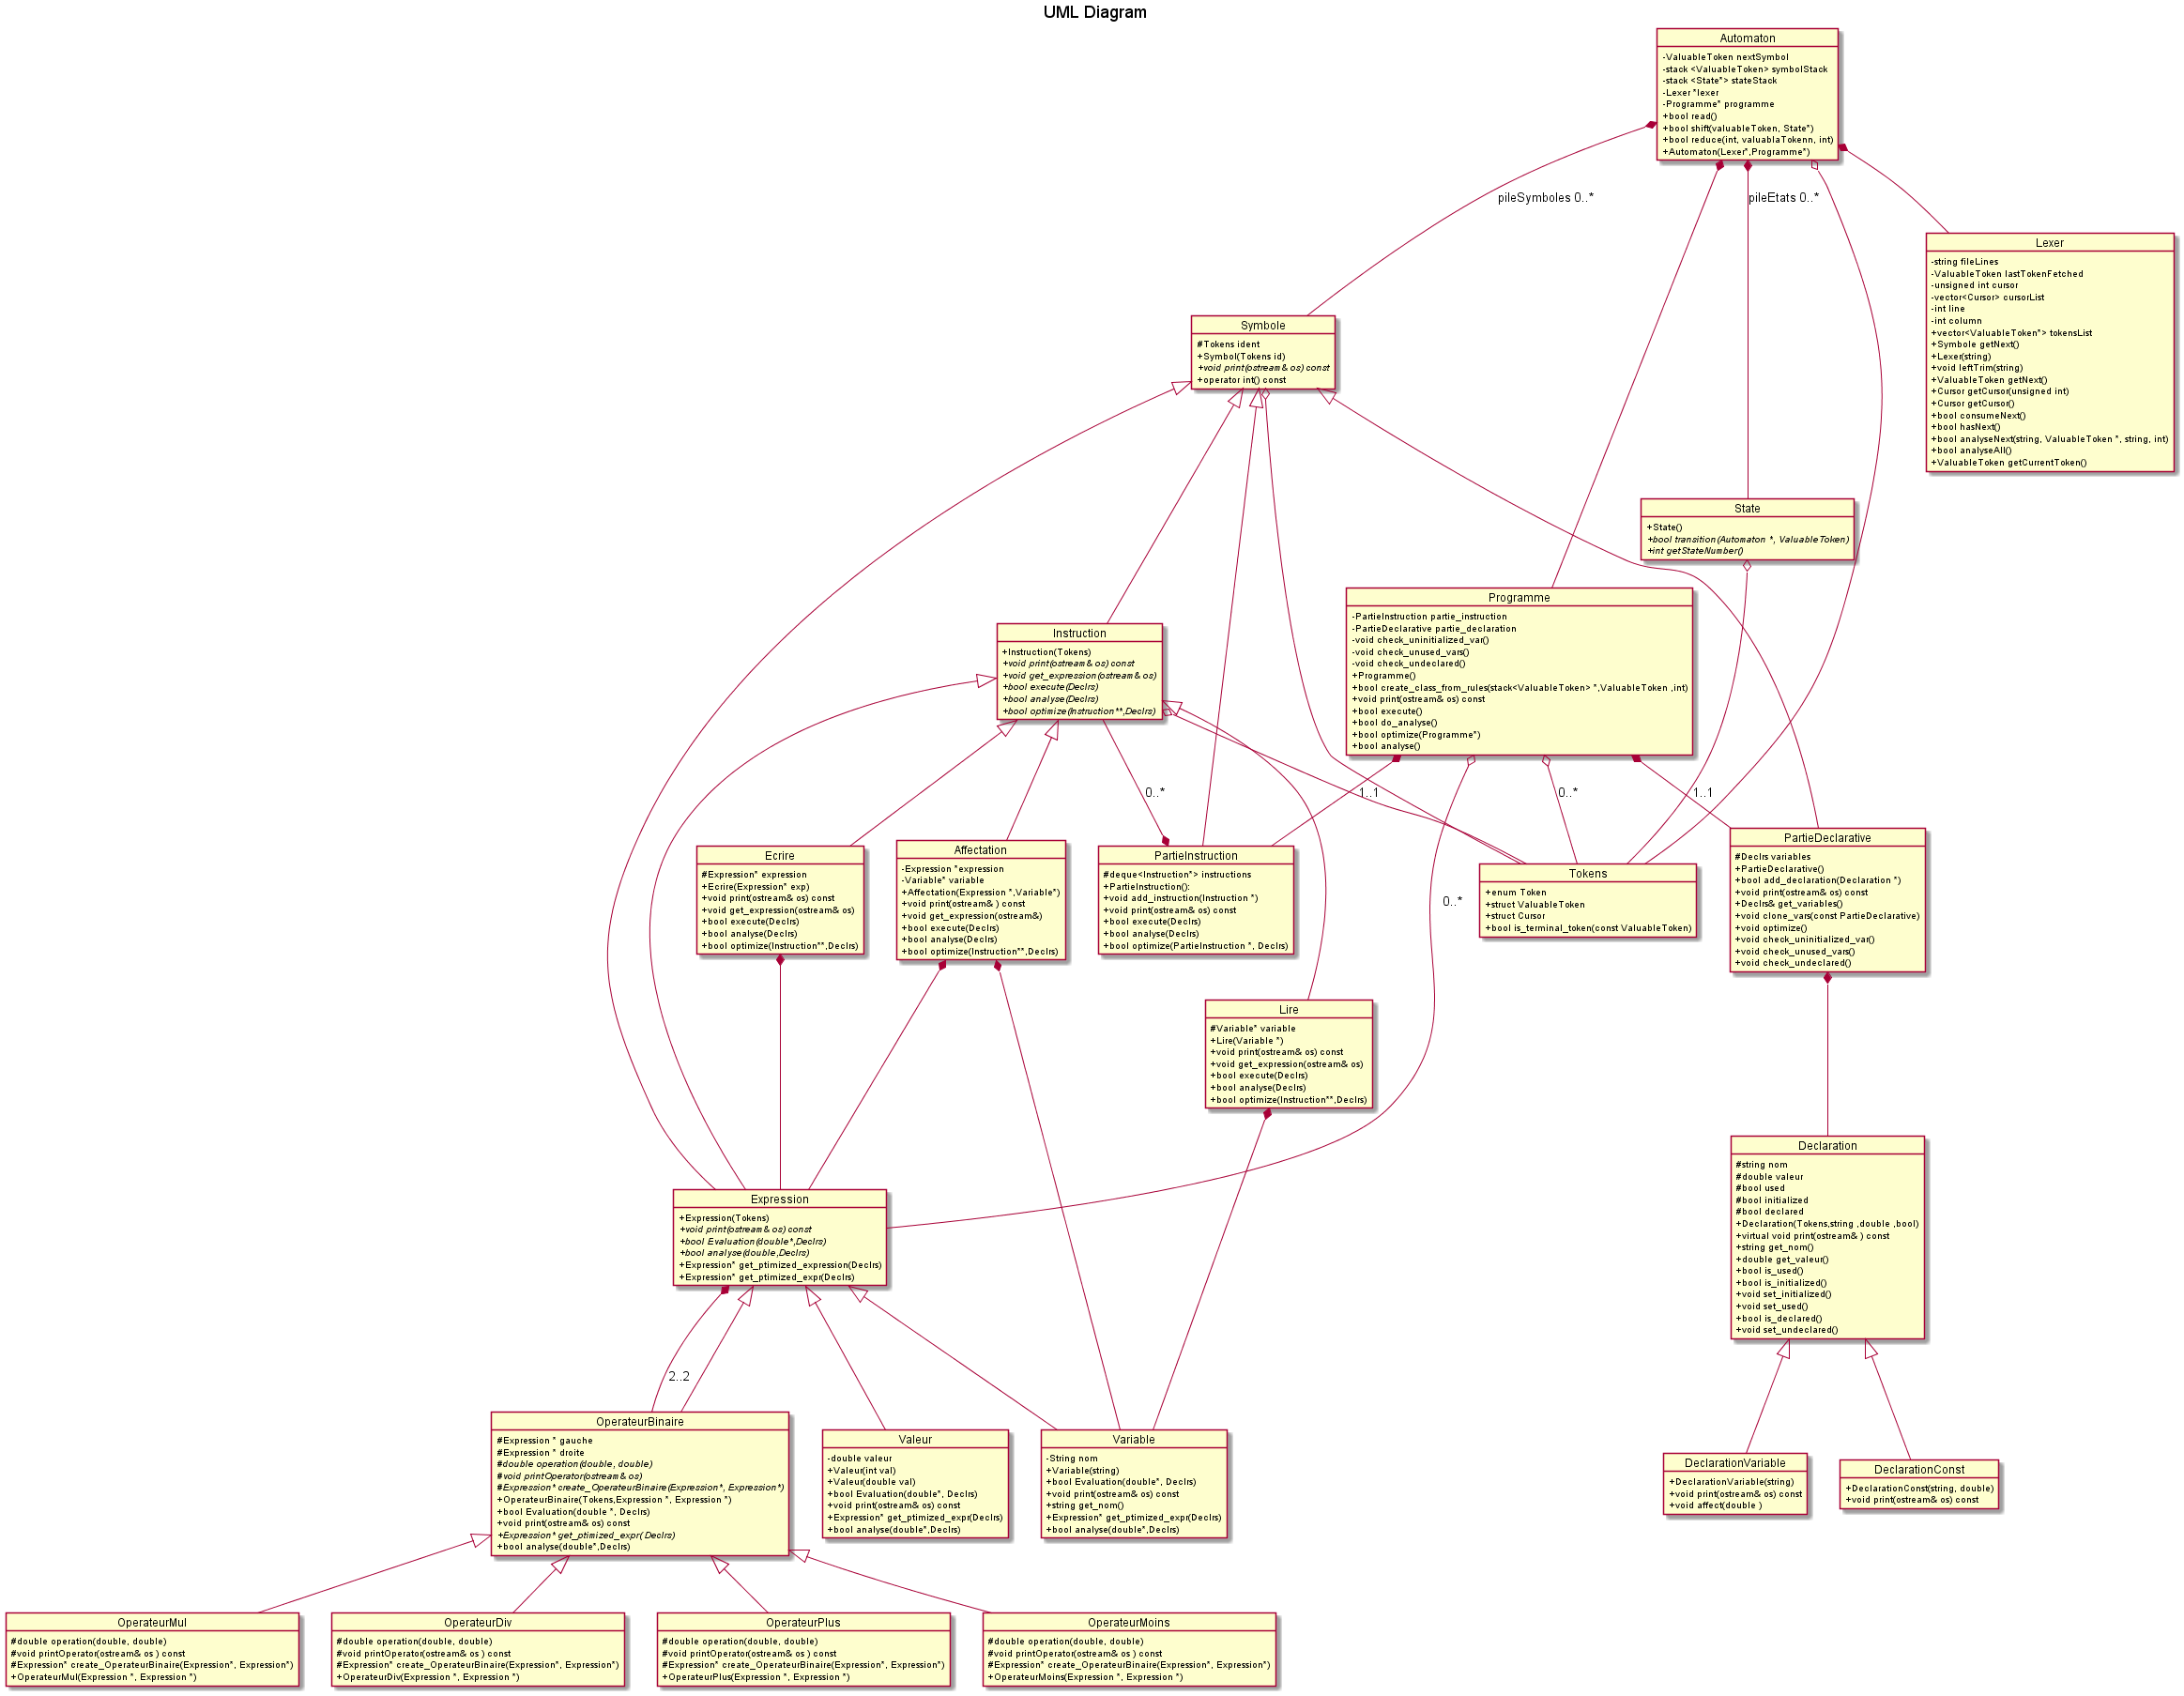 UML Diagram
Automaton
-ValuableToken nextSymbol
-stack <ValuableToken> symbolStack
-stack <State*> stateStack
-Lexer *lexer
-Programme* programme
+bool read()
+bool shift(valuableToken, State*)
+bool reduce(int, valuablaTokenn, int)
+Automaton(Lexer*,Programme*)
pileSymboles 0..*
pileEtats 0..*
Lexer
-string fileLines
-ValuableToken lastTokenFetched
-unsigned int cursor
-vector<Cursor> cursorList
-int line
-int column
+vector<ValuableToken*> tokensList
+Symbole getNext()
+Lexer(string)
+void leftTrim(string)
+ValuableToken getNext()
+Cursor getCursor(unsigned int)
+Cursor getCursor()
+bool consumeNext()
+bool hasNext()
+bool analyseNext(string, ValuableToken *, string, int)
+bool analyseAll()
+ValuableToken getCurrentToken()
Symbole
#Tokens ident
+Symbol(Tokens id)
+void print(ostream& os) const
+operator int() const
State
+State()
+bool transition(Automaton *, ValuableToken)
+int getStateNumber()
Programme
-PartieInstruction partie_instruction
-PartieDeclarative partie_declaration
-void check_uninitialized_var()
-void check_unused_vars()
-void check_undeclared()
+Programme()
+bool create_class_from_rules(stack<ValuableToken> *,ValuableToken ,int)
+void print(ostream& os) const
+bool execute()
+bool do_analyse()
+bool optimize(Programme*)
+bool analyse()
Instruction
+Instruction(Tokens)
+void print(ostream& os) const
+void get_expression(ostream& os)
+bool execute(Declrs)
+bool analyse(Declrs)
+bool optimize(Instruction**,Declrs)
0..*
1..1
0..*
1..1
Ecrire
#Expression* expression
+Ecrire(Expression* exp)
+void print(ostream& os) const
+void get_expression(ostream& os)
+bool execute(Declrs)
+bool analyse(Declrs)
+bool optimize(Instruction**,Declrs)
Affectation
-Expression *expression
-Variable* variable
+Affectation(Expression *,Variable*)
+void print(ostream& ) const
+void get_expression(ostream&)
+bool execute(Declrs)
+bool analyse(Declrs)
+bool optimize(Instruction**,Declrs)
PartieInstruction
#deque<Instruction*> instructions
+PartieInstruction():
+void add_instruction(Instruction *)
+void print(ostream& os) const
+bool execute(Declrs)
+bool analyse(Declrs)
+bool optimize(PartieInstruction *, Declrs)
0..*
Tokens
+enum Token
+struct ValuableToken
+struct Cursor
+bool is_terminal_token(const ValuableToken)
PartieDeclarative
#Declrs variables
+PartieDeclarative()
+bool add_declaration(Declaration *)
+void print(ostream& os) const
+Declrs& get_variables()
+void clone_vars(const PartieDeclarative)
+void optimize()
+void check_uninitialized_var()
+void check_unused_vars()
+void check_undeclared()
Lire
#Variable* variable
+Lire(Variable *)
+void print(ostream& os) const
+void get_expression(ostream& os)
+bool execute(Declrs)
+bool analyse(Declrs)
+bool optimize(Instruction**,Declrs)
Declaration
#string nom
#double valeur
#bool used
#bool initialized
#bool declared
+Declaration(Tokens,string ,double ,bool)
+virtual void print(ostream& ) const
+string get_nom()
+double get_valeur()
+bool is_used()
+bool is_initialized()
+void set_initialized()
+void set_used()
+bool is_declared()
+void set_undeclared()
Expression
+Expression(Tokens)
+void print(ostream& os) const
+bool Evaluation(double*,Declrs)
+bool analyse(double,Declrs)
+Expression* get_ptimized_expression(Declrs)
+Expression* get_ptimized_expr(Declrs)
2..2
OperateurBinaire
#Expression * gauche
#Expression * droite
#double operation(double, double)
#void printOperator(ostream& os)
#Expression* create_OperateurBinaire(Expression*, Expression*)
+OperateurBinaire(Tokens,Expression *, Expression *)
+bool Evaluation(double *, Declrs)
+void print(ostream& os) const
+Expression* get_ptimized_expr( Declrs)
+bool analyse(double*,Declrs)
Valeur
-double valeur
+Valeur(int val)
+Valeur(double val)
+bool Evaluation(double*, Declrs)
+void print(ostream& os) const
+Expression* get_ptimized_expr(Declrs)
+bool analyse(double*,Declrs)
Variable
-String nom
+Variable(string)
+bool Evaluation(double*, Declrs)
+void print(ostream& os) const
+string get_nom()
+Expression* get_ptimized_expr(Declrs)
+bool analyse(double*,Declrs)
DeclarationVariable
+DeclarationVariable(string)
+void print(ostream& os) const
+void affect(double )
DeclarationConst
+DeclarationConst(string, double)
+void print(ostream& os) const
OperateurMul
#double operation(double, double)
#void printOperator(ostream& os ) const
#Expression* create_OperateurBinaire(Expression*, Expression*)
+OperateurMul(Expression *, Expression *)
OperateurDiv
#double operation(double, double)
#void printOperator(ostream& os ) const
#Expression* create_OperateurBinaire(Expression*, Expression*)
+OperateurDiv(Expression *, Expression *)
OperateurPlus
#double operation(double, double)
#void printOperator(ostream& os ) const
#Expression* create_OperateurBinaire(Expression*, Expression*)
+OperateurPlus(Expression *, Expression *)
OperateurMoins
#double operation(double, double)
#void printOperator(ostream& os ) const
#Expression* create_OperateurBinaire(Expression*, Expression*)
+OperateurMoins(Expression *, Expression *)